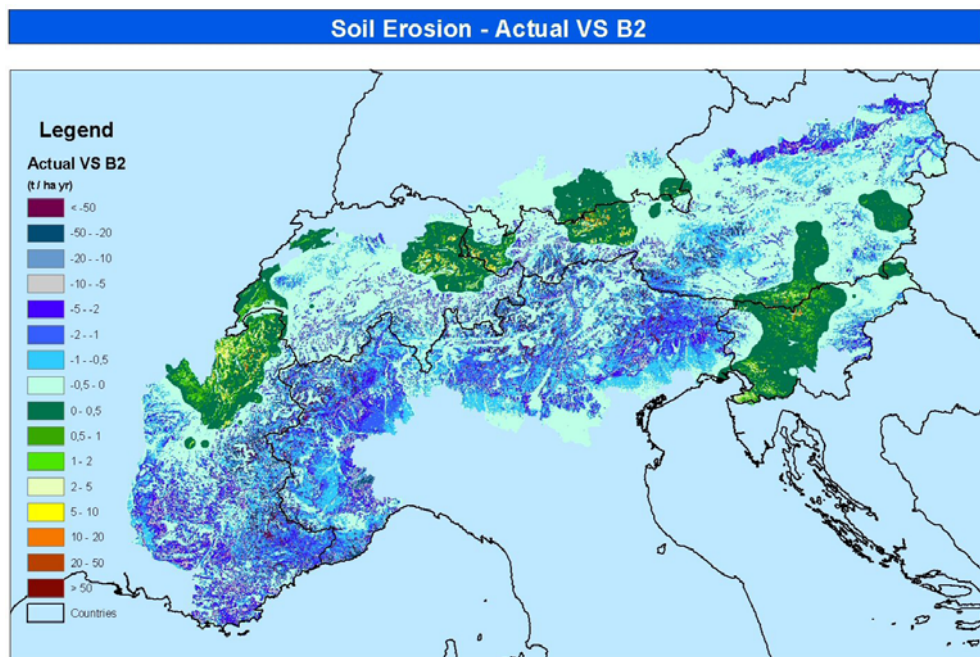 Soil Erosion - Actual VS B2
Legend
Actual VS B2
(t / ha yr)
< -50
-50 - -20
-20 - -10
-10 - -5
-5 - -2
-2 - -1
-1 - -0,5
-0,5 - 0
0 - 0,5
0,5 - 1
1 - 2
2 - 5
5 - 10
10 - 20
20 - 50
> 50
Countries